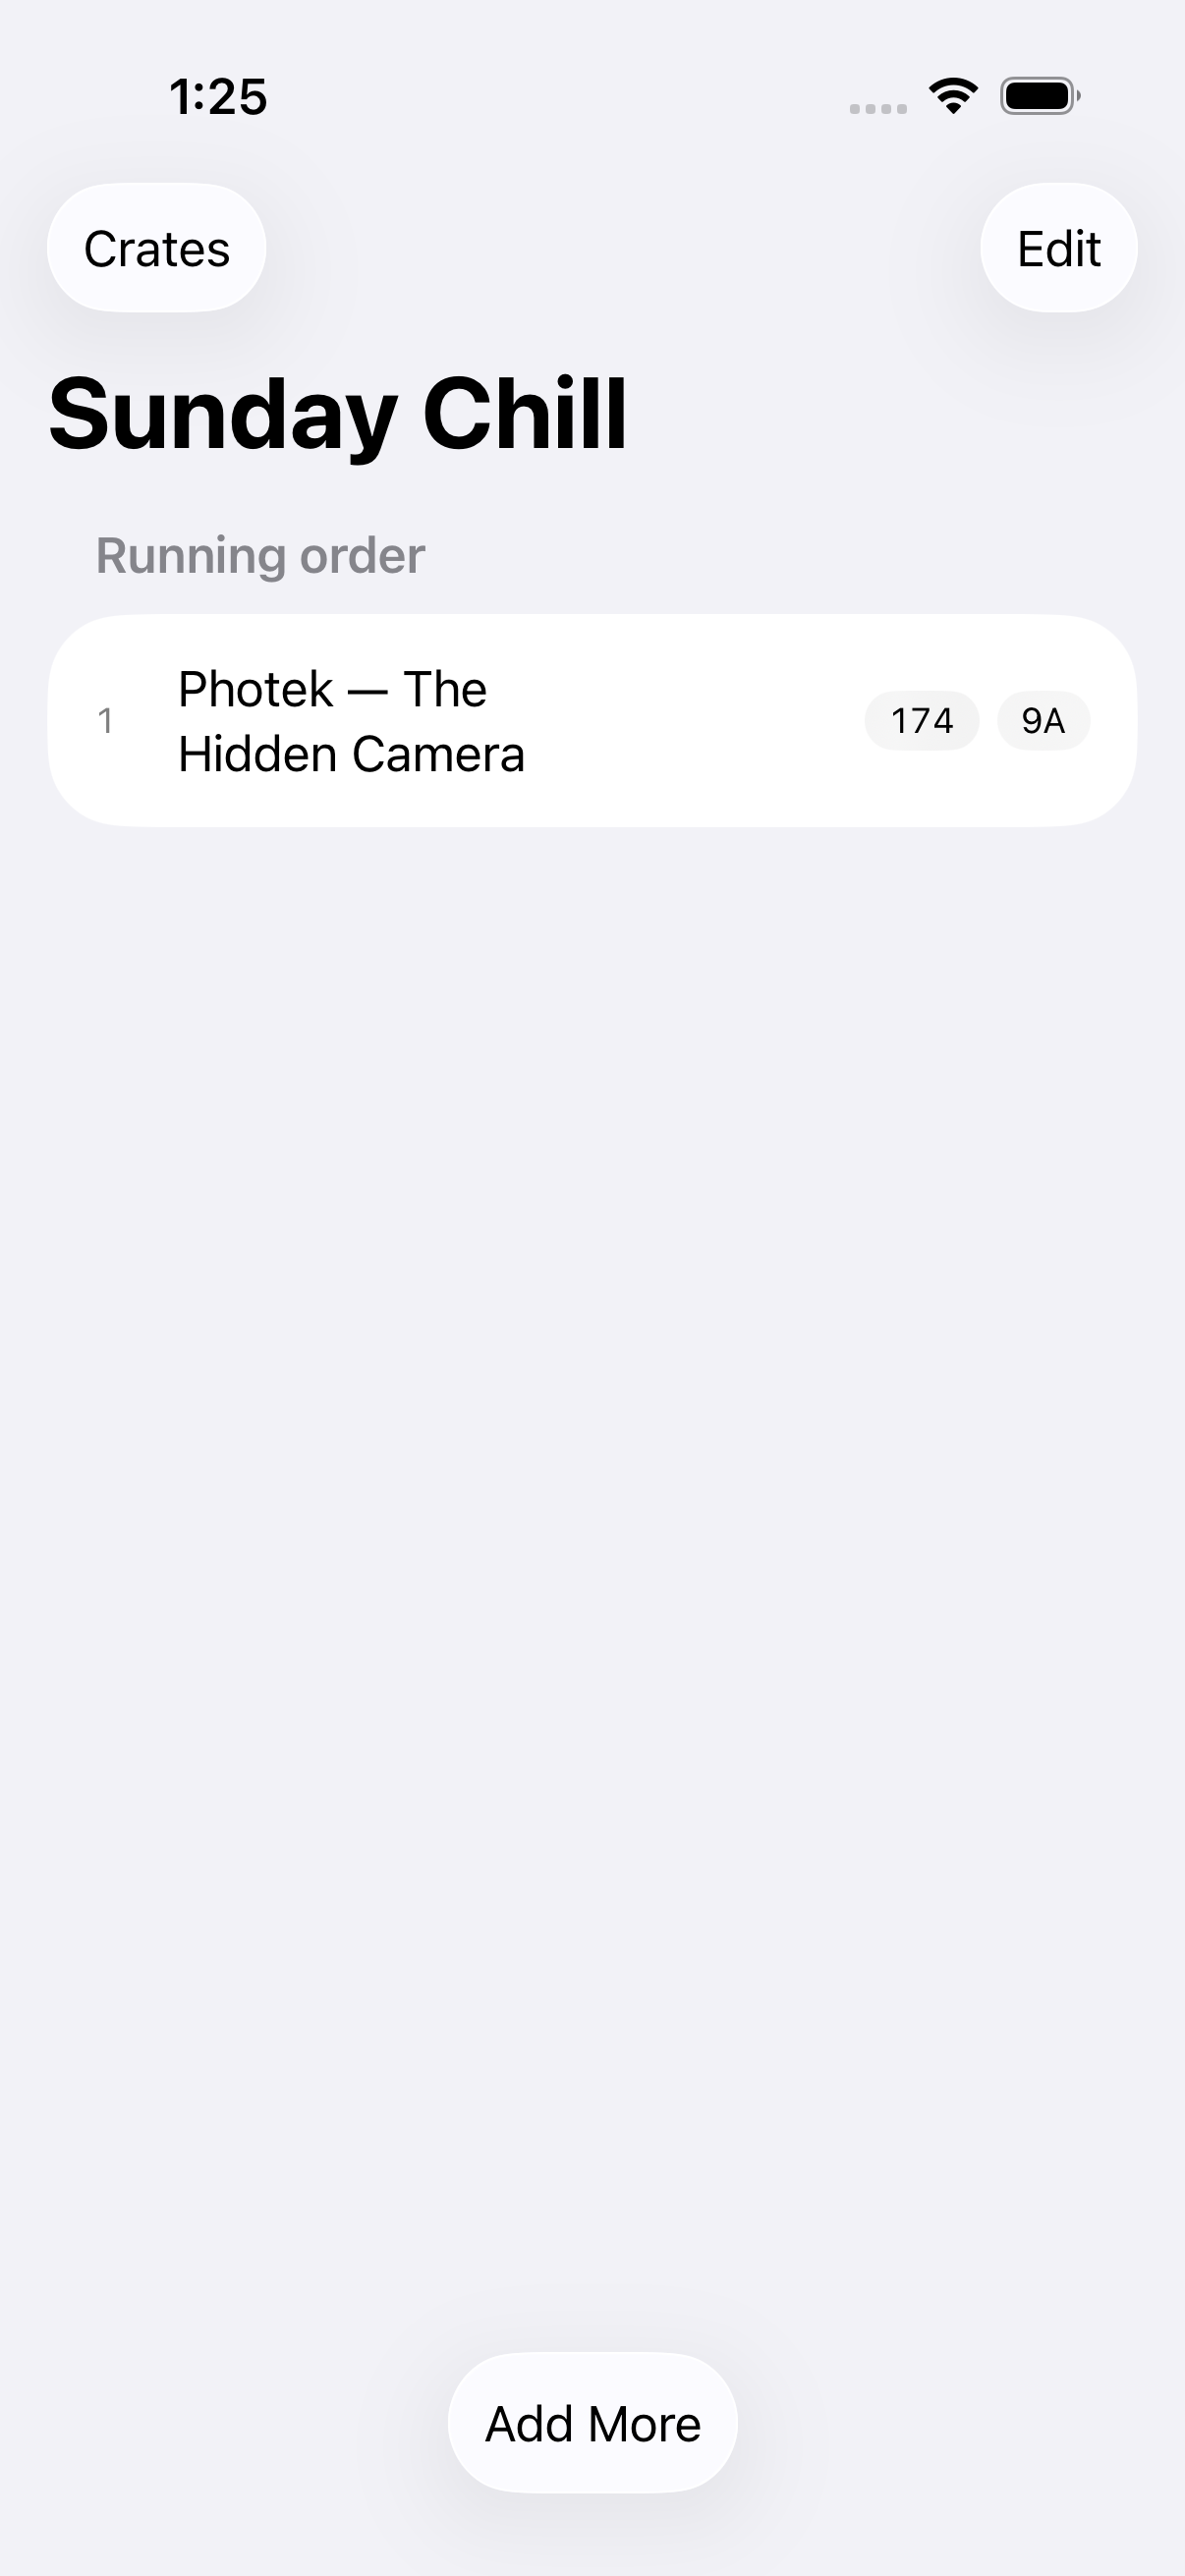 1:25
Crates
Edit
Sunday Chill
Running order
1
Photek — The
Hidden Camera
174
9A
Add More